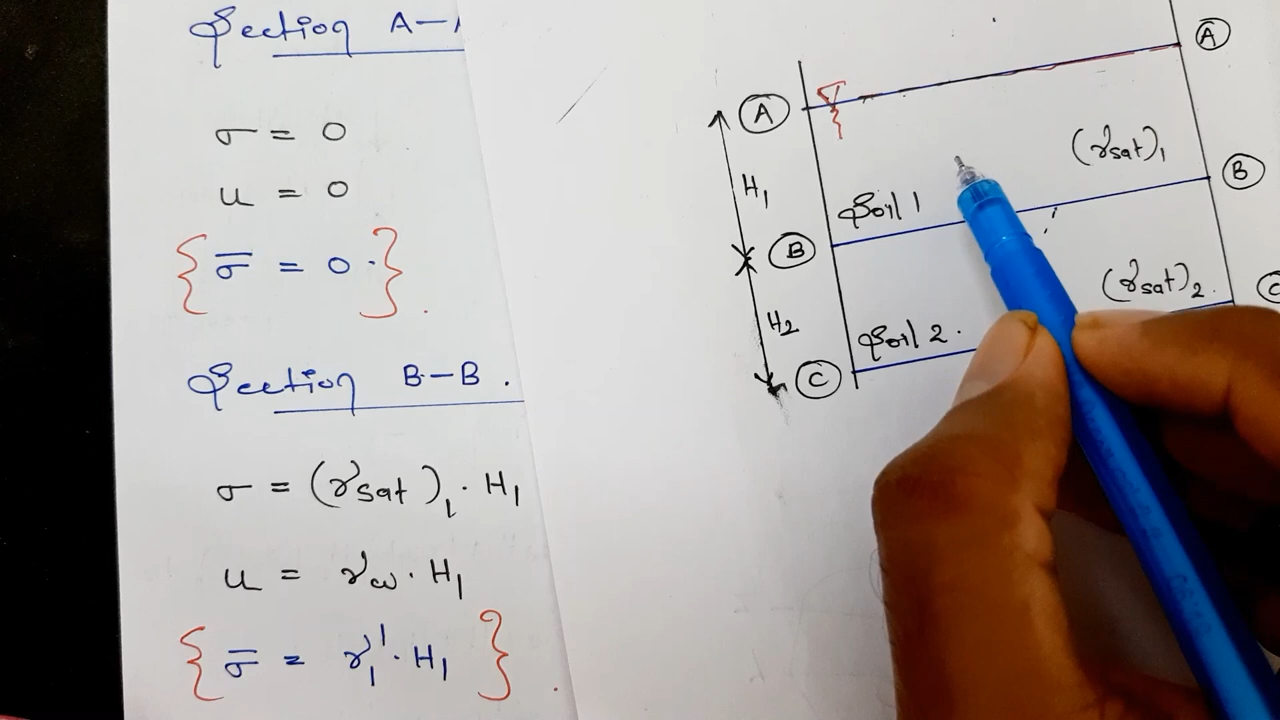 Section A-A
σ = 0
u = 0
{ σ̅ = 0 . } .
Section B-B .
σ = (γsat)₁ . H₁
u = γω . H₁
{ σ̅ = γ₁' . H₁ } .
A
A
H₁
(γsat)₁
Soil 1
B
B
H₂
(γsat)₂ .
Soil 2 .
C
C